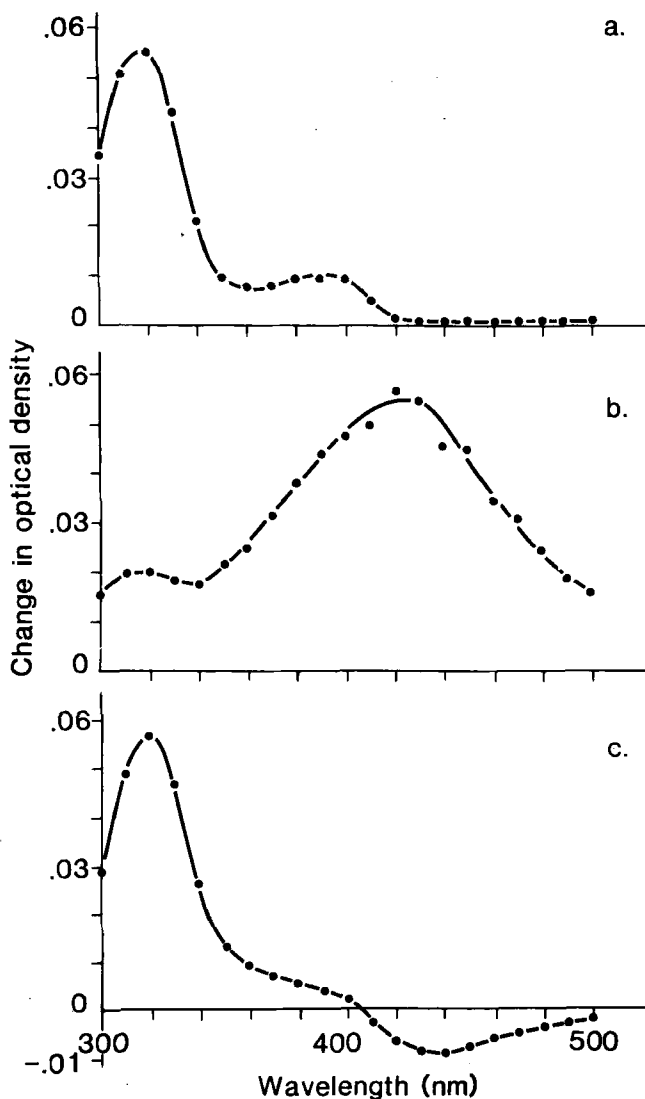 a.
.06
.03
0
b.
.06
.03
0
c.
.06
.03
0
-.01
300
400
500
Change in optical density
Wavelength (nm)